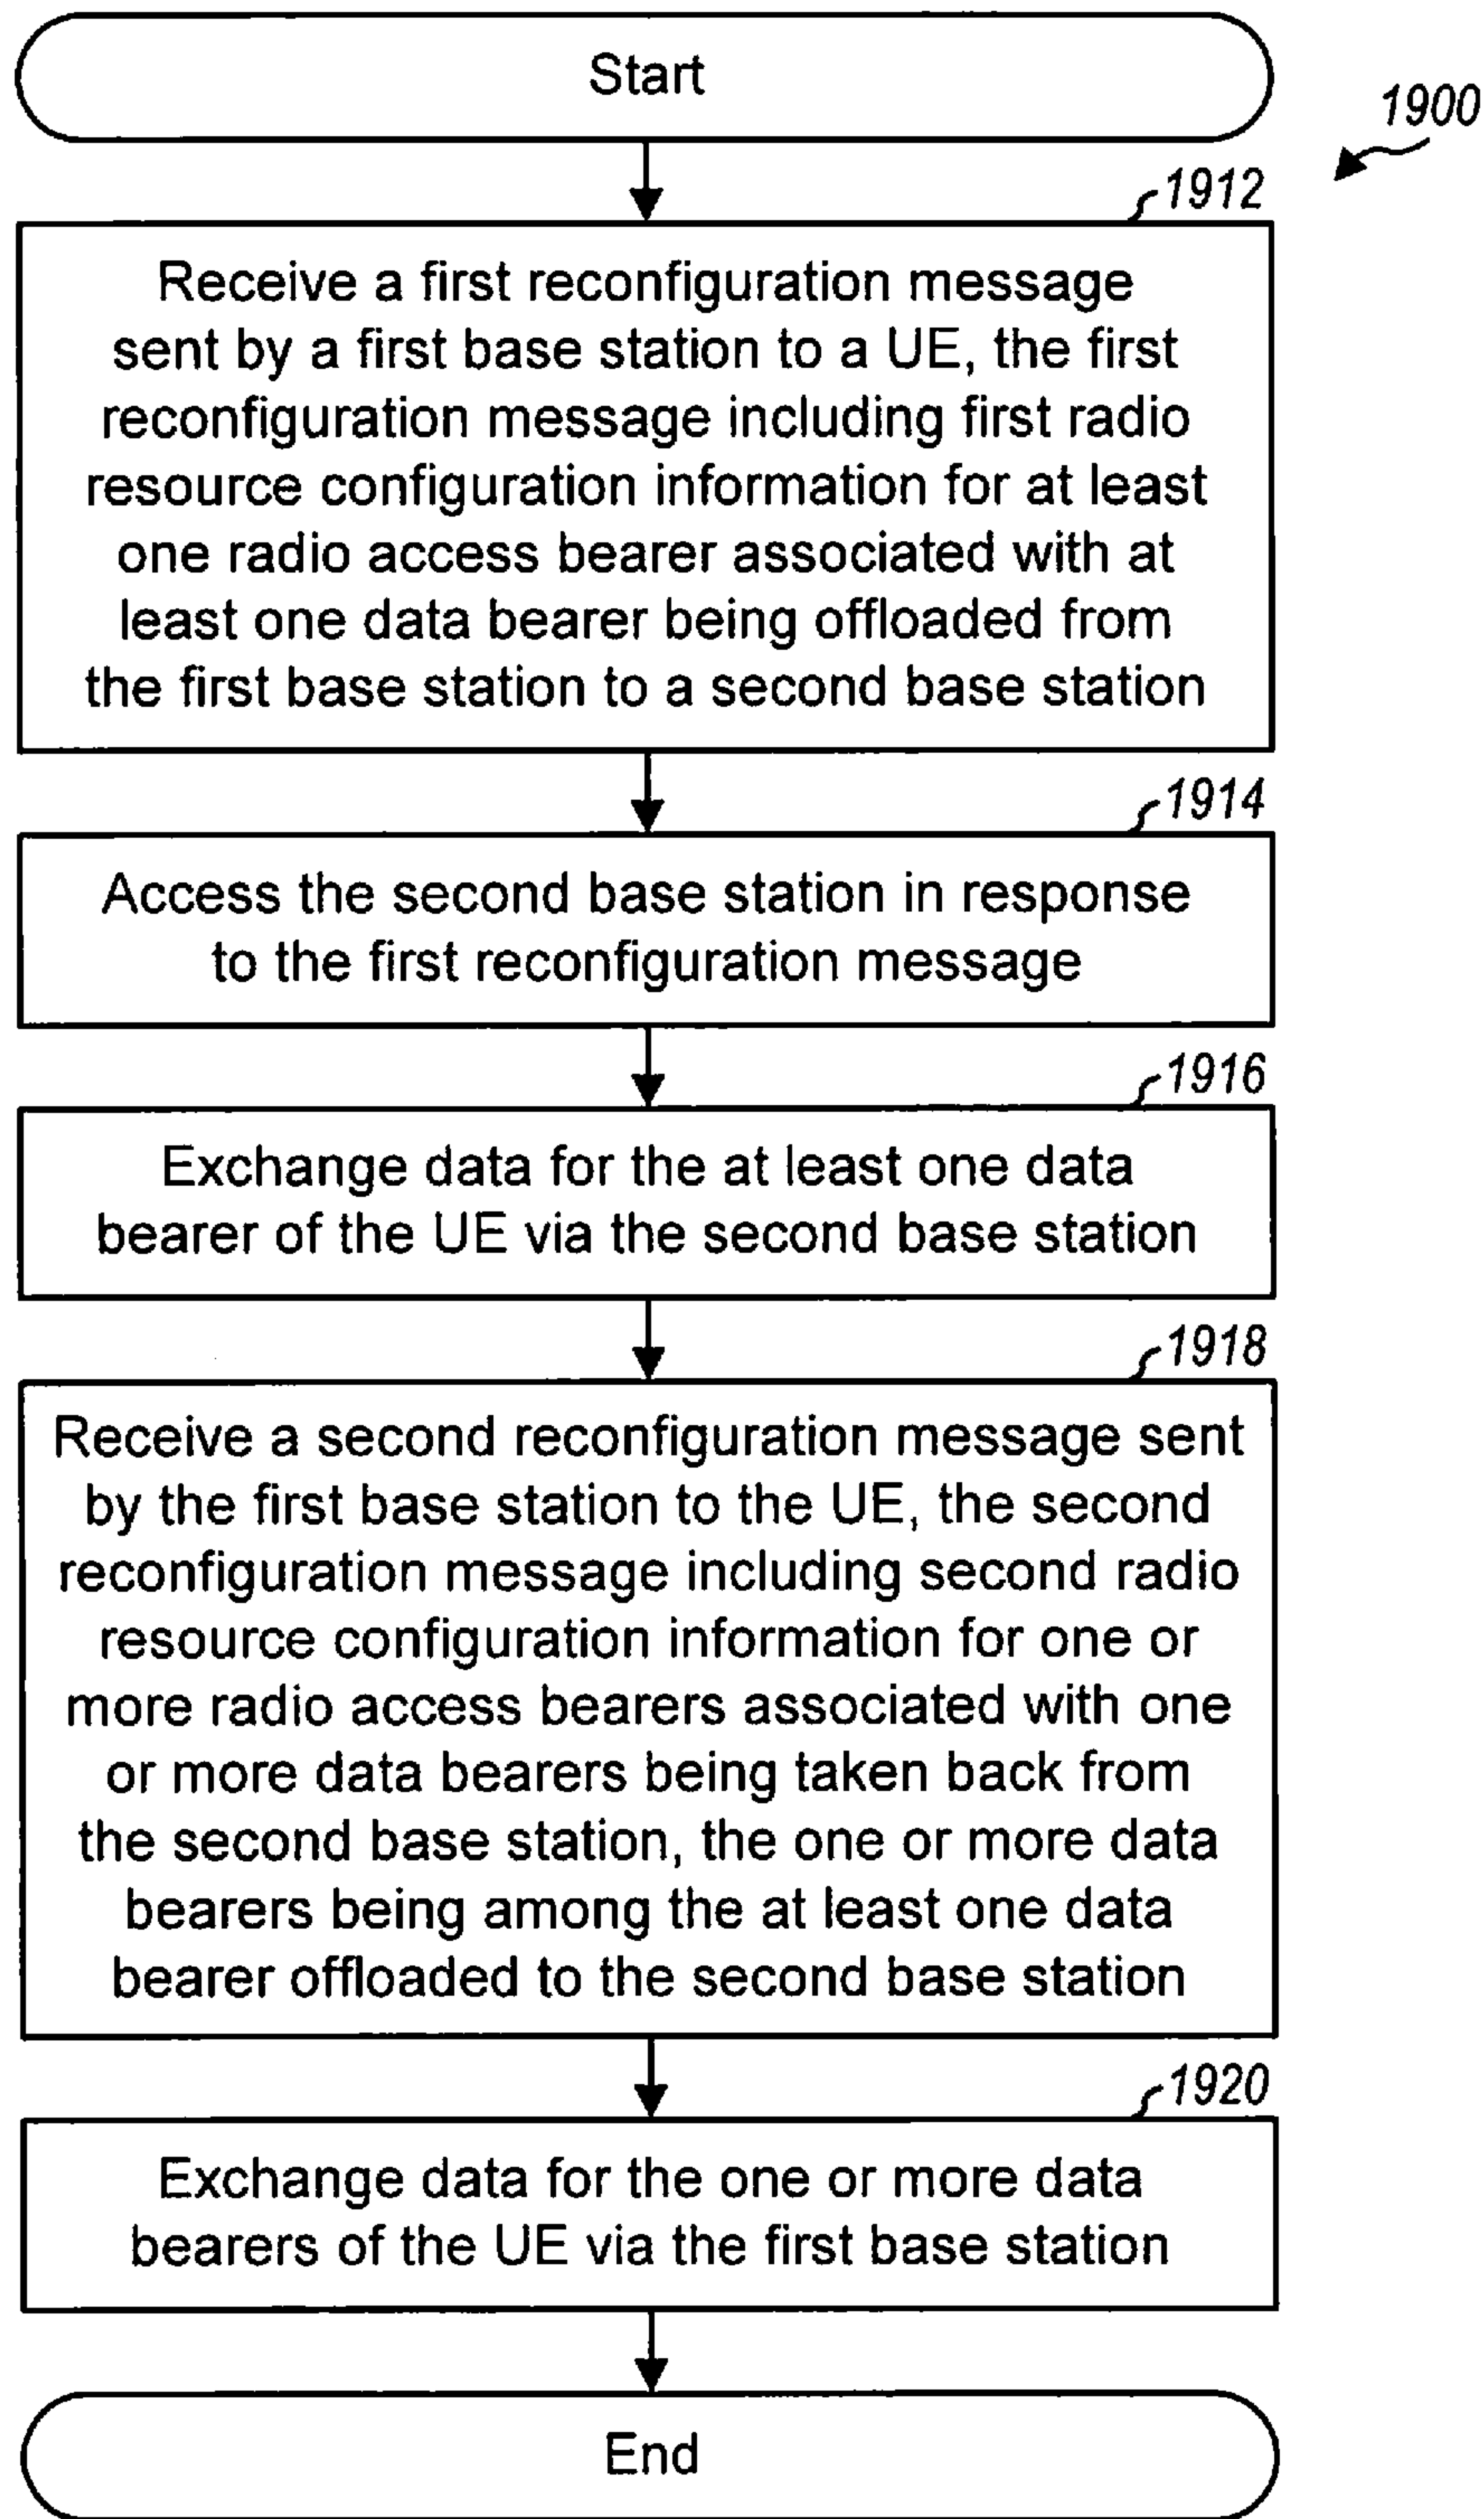 Start
1900
1912
Receive a first reconfiguration message
sent by a first base station to a UE, the first
reconfiguration message including first radio
resource configuration information for at least
one radio access bearer associated with at
least one data bearer being offloaded from
the first base station to a second base station
1914
Access the second base station in response
to the first reconfiguration message
1916
Exchange data for the at least one data
bearer of the UE via the second base station
1918
Receive a second reconfiguration message sent
by the first base station to the UE, the second
reconfiguration message including second radio
resource configuration information for one or
more radio access bearers associated with one
or more data bearers being taken back from
the second base station, the one or more data
bearers being among the at least one data
bearer offloaded to the second base station
1920
Exchange data for the one or more data
bearers of the UE via the first base station
End